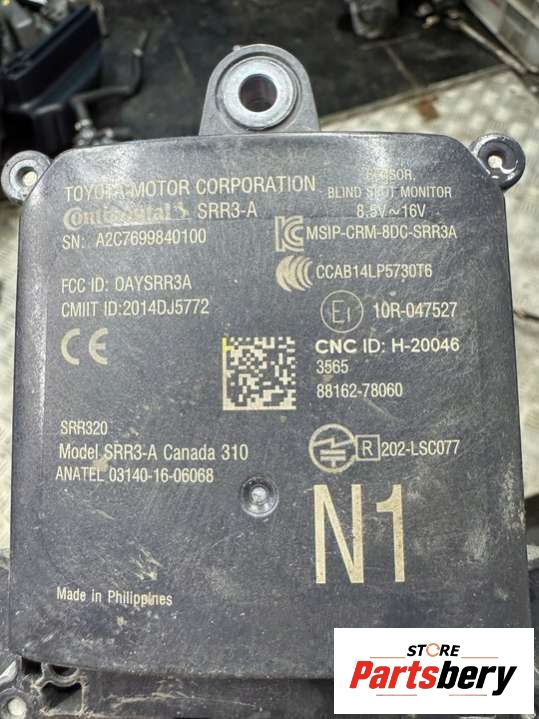 TOYOTA MOTOR CORPORATION
Continental SRR3-A
SN: A2C7699840100
SENSOR,
BLIND SPOT MONITOR
8.5V~16V
MSIP-CRM-8DC-SRR3A
FCC ID: OAYSRR3A
CMIIT ID:2014DJ5772
CCAB14LP5730T6
E1 10R-047527
CE
CNC ID: H-20046
3565
88162-78060
SRR320
Model SRR3-A Canada 310
ANATEL 03140-16-06068
R 202-LSC077
N1
Made in Philippines
STORE
Partsbery